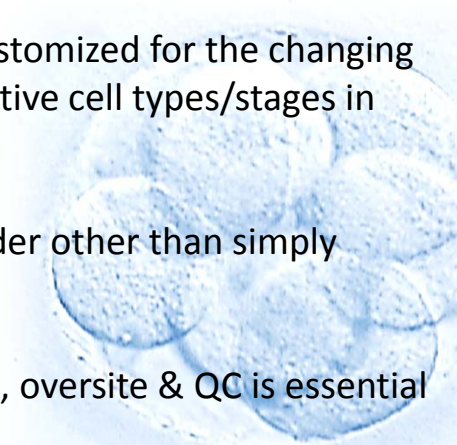 stomized for the changing
tive cell types/stages in
der other than simply
, oversite & QC is essential